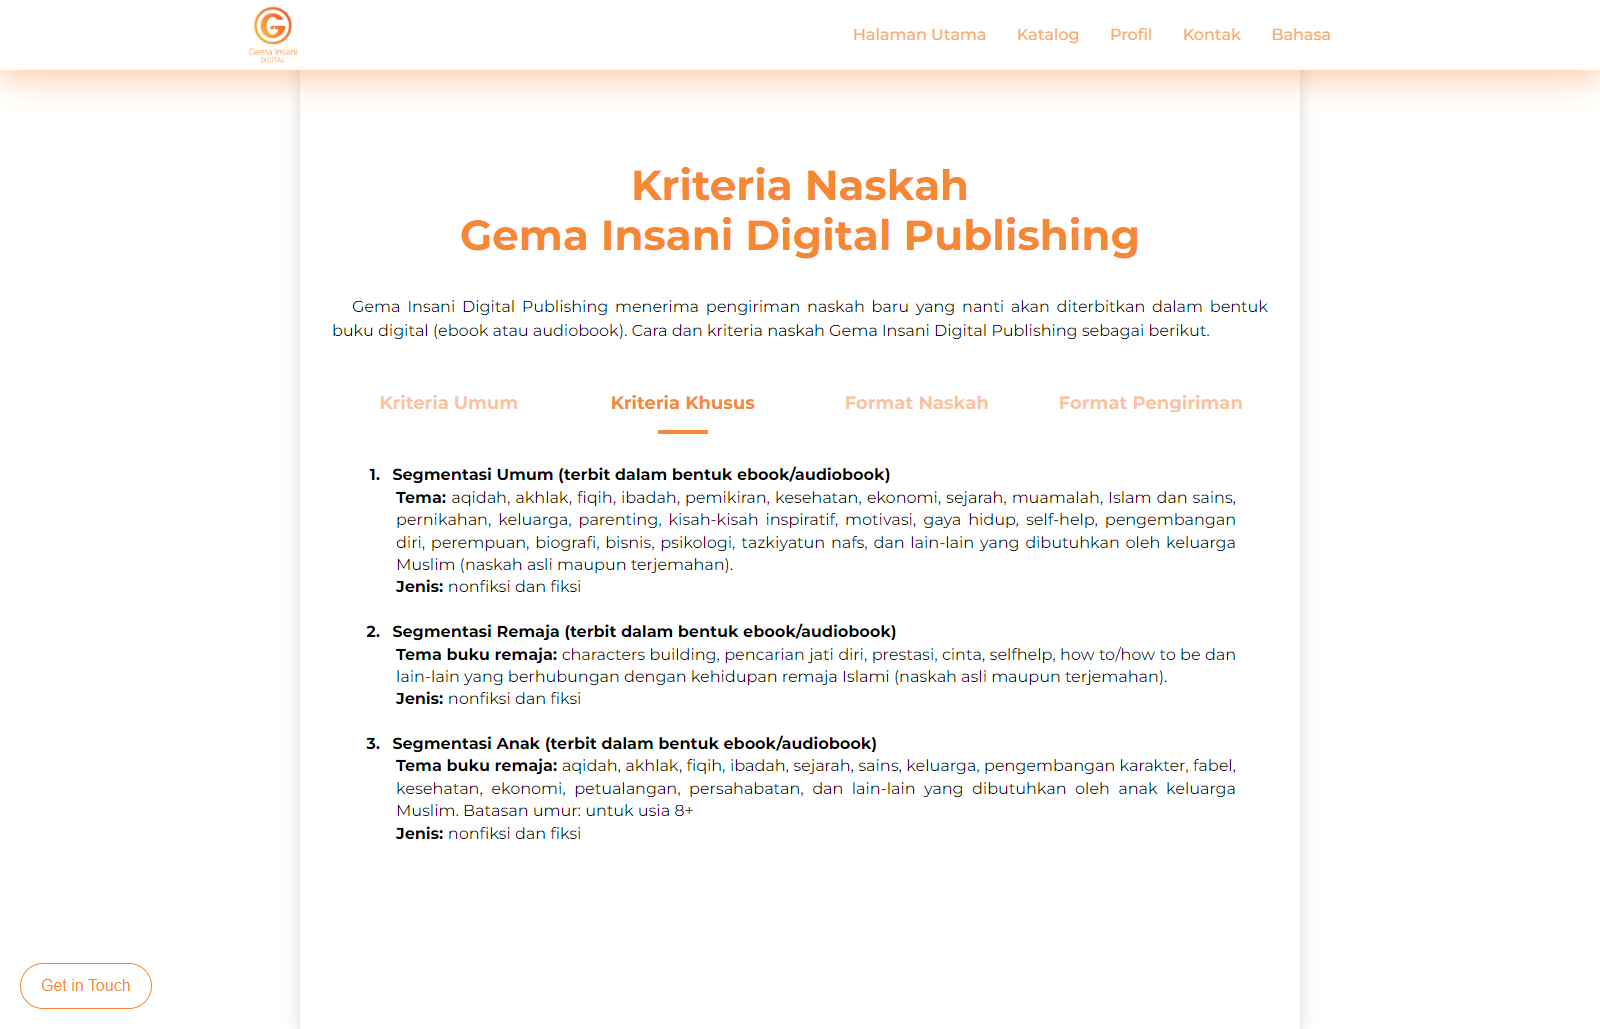 Gema Insani
DIGITAL
Halaman Utama
Katalog
Profil
Kontak
Bahasa
Kriteria Naskah
Gema Insani Digital Publishing
Gema Insani Digital Publishing menerima pengiriman naskah baru yang nanti akan diterbitkan dalam bentuk
buku digital (ebook atau audiobook). Cara dan kriteria naskah Gema Insani Digital Publishing sebagai berikut.
Kriteria Umum
Kriteria Khusus
Format Naskah
Format Pengiriman
1. Segmentasi Umum (terbit dalam bentuk ebook/audiobook)
Tema: aqidah, akhlak, fiqih, ibadah, pemikiran, kesehatan, ekonomi, sejarah, muamalah, Islam dan sains,
pernikahan, keluarga, parenting, kisah-kisah inspiratif, motivasi, gaya hidup, self-help, pengembangan
diri, perempuan, biografi, bisnis, psikologi, tazkiyatun nafs, dan lain-lain yang dibutuhkan oleh keluarga
Muslim (naskah asli maupun terjemahan).
Jenis: nonfiksi dan fiksi
2. Segmentasi Remaja (terbit dalam bentuk ebook/audiobook)
Tema buku remaja: characters building, pencarian jati diri, prestasi, cinta, selfhelp, how to/how to be dan
lain-lain yang berhubungan dengan kehidupan remaja Islami (naskah asli maupun terjemahan).
Jenis: nonfiksi dan fiksi
3. Segmentasi Anak (terbit dalam bentuk ebook/audiobook)
Tema buku remaja: aqidah, akhlak, fiqih, ibadah, sejarah, sains, keluarga, pengembangan karakter, fabel,
kesehatan, ekonomi, petualangan, persahabatan, dan lain-lain yang dibutuhkan oleh anak keluarga
Muslim. Batasan umur: untuk usia 8+
Jenis: nonfiksi dan fiksi
Get in Touch